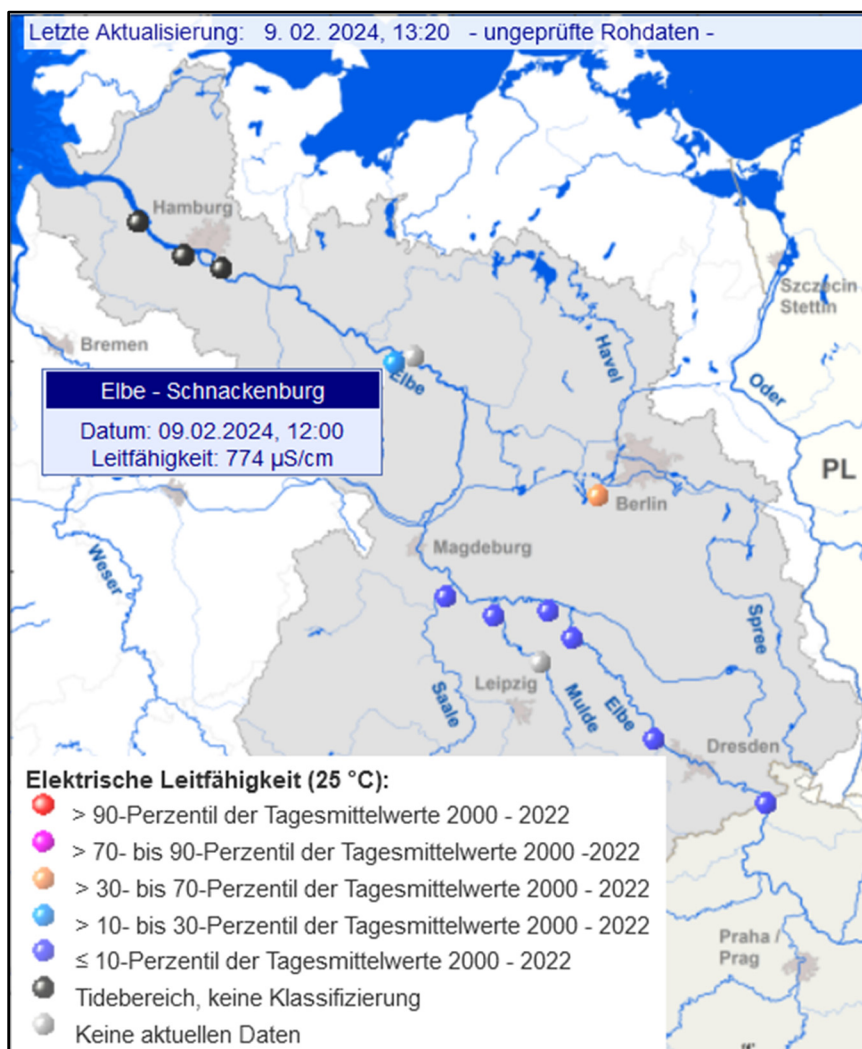 Letzte Aktualisierung: 9. 02. 2024, 13:20 - ungeprüfte Rohdaten -
Hamburg
Szczecin
Stettin
Bremen
Havel
Elbe
Oder
Elbe - Schnackenburg
Datum: 09.02.2024, 12:00
Leitfähigkeit: 774 µS/cm
PL
Berlin
Magdeburg
Weser
Spree
Leipzig
Saale
Mulde
Elbe
Dresden
Elektrische Leitfähigkeit (25 °C):
> 90-Perzentil der Tagesmittelwerte 2000 - 2022
> 70- bis 90-Perzentil der Tagesmittelwerte 2000 -2022
> 30- bis 70-Perzentil der Tagesmittelwerte 2000 - 2022
> 10- bis 30-Perzentil der Tagesmittelwerte 2000 - 2022
≤ 10-Perzentil der Tagesmittelwerte 2000 - 2022
Tidebereich, keine Klassifizierung
Keine aktuellen Daten
Praha /
Prag